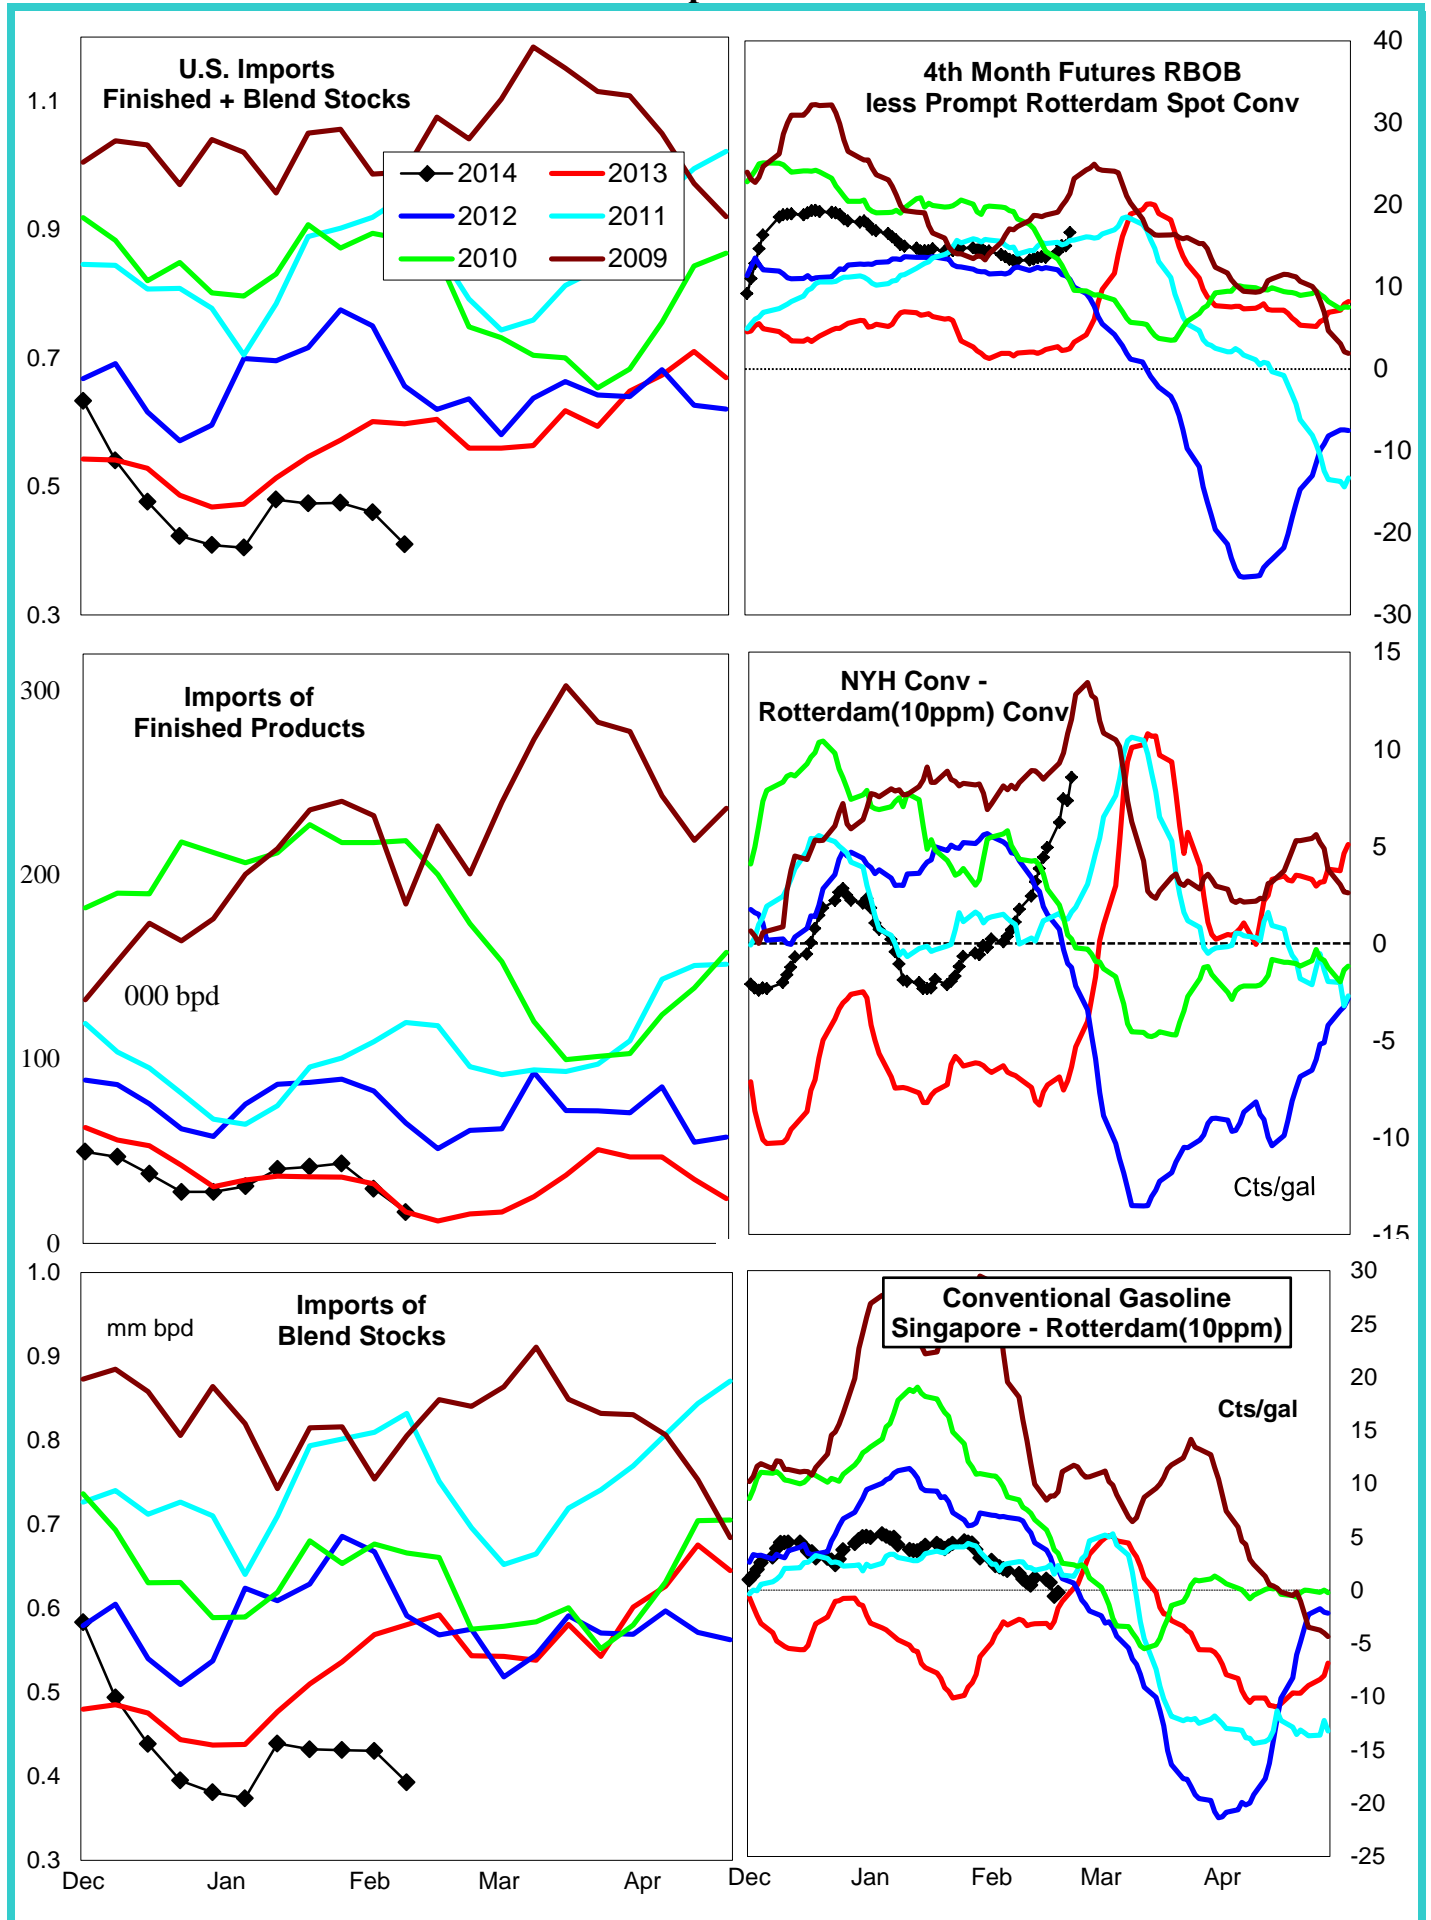 U.S. Imports
Finished + Blend Stocks
1.1
0.9
0.7
0.5
0.3
2014
2013
2012
2011
2010
2009
4th Month Futures RBOB
less Prompt Rotterdam Spot Conv
40
30
20
10
0
-10
-20
-30
Imports of
Finished Products
000 bpd
300
200
100
0
NYH Conv -
Rotterdam(10ppm) Conv
Cts/gal
15
10
5
0
-5
-10
-15
Imports of
Blend Stocks
mm bpd
1.0
0.9
0.8
0.7
0.6
0.5
0.4
0.3
Dec
Jan
Feb
Mar
Apr
Conventional Gasoline
Singapore - Rotterdam(10ppm)
Cts/gal
30
25
20
15
10
5
0
-5
-10
-15
-20
-25
Dec
Jan
Feb
Mar
Apr